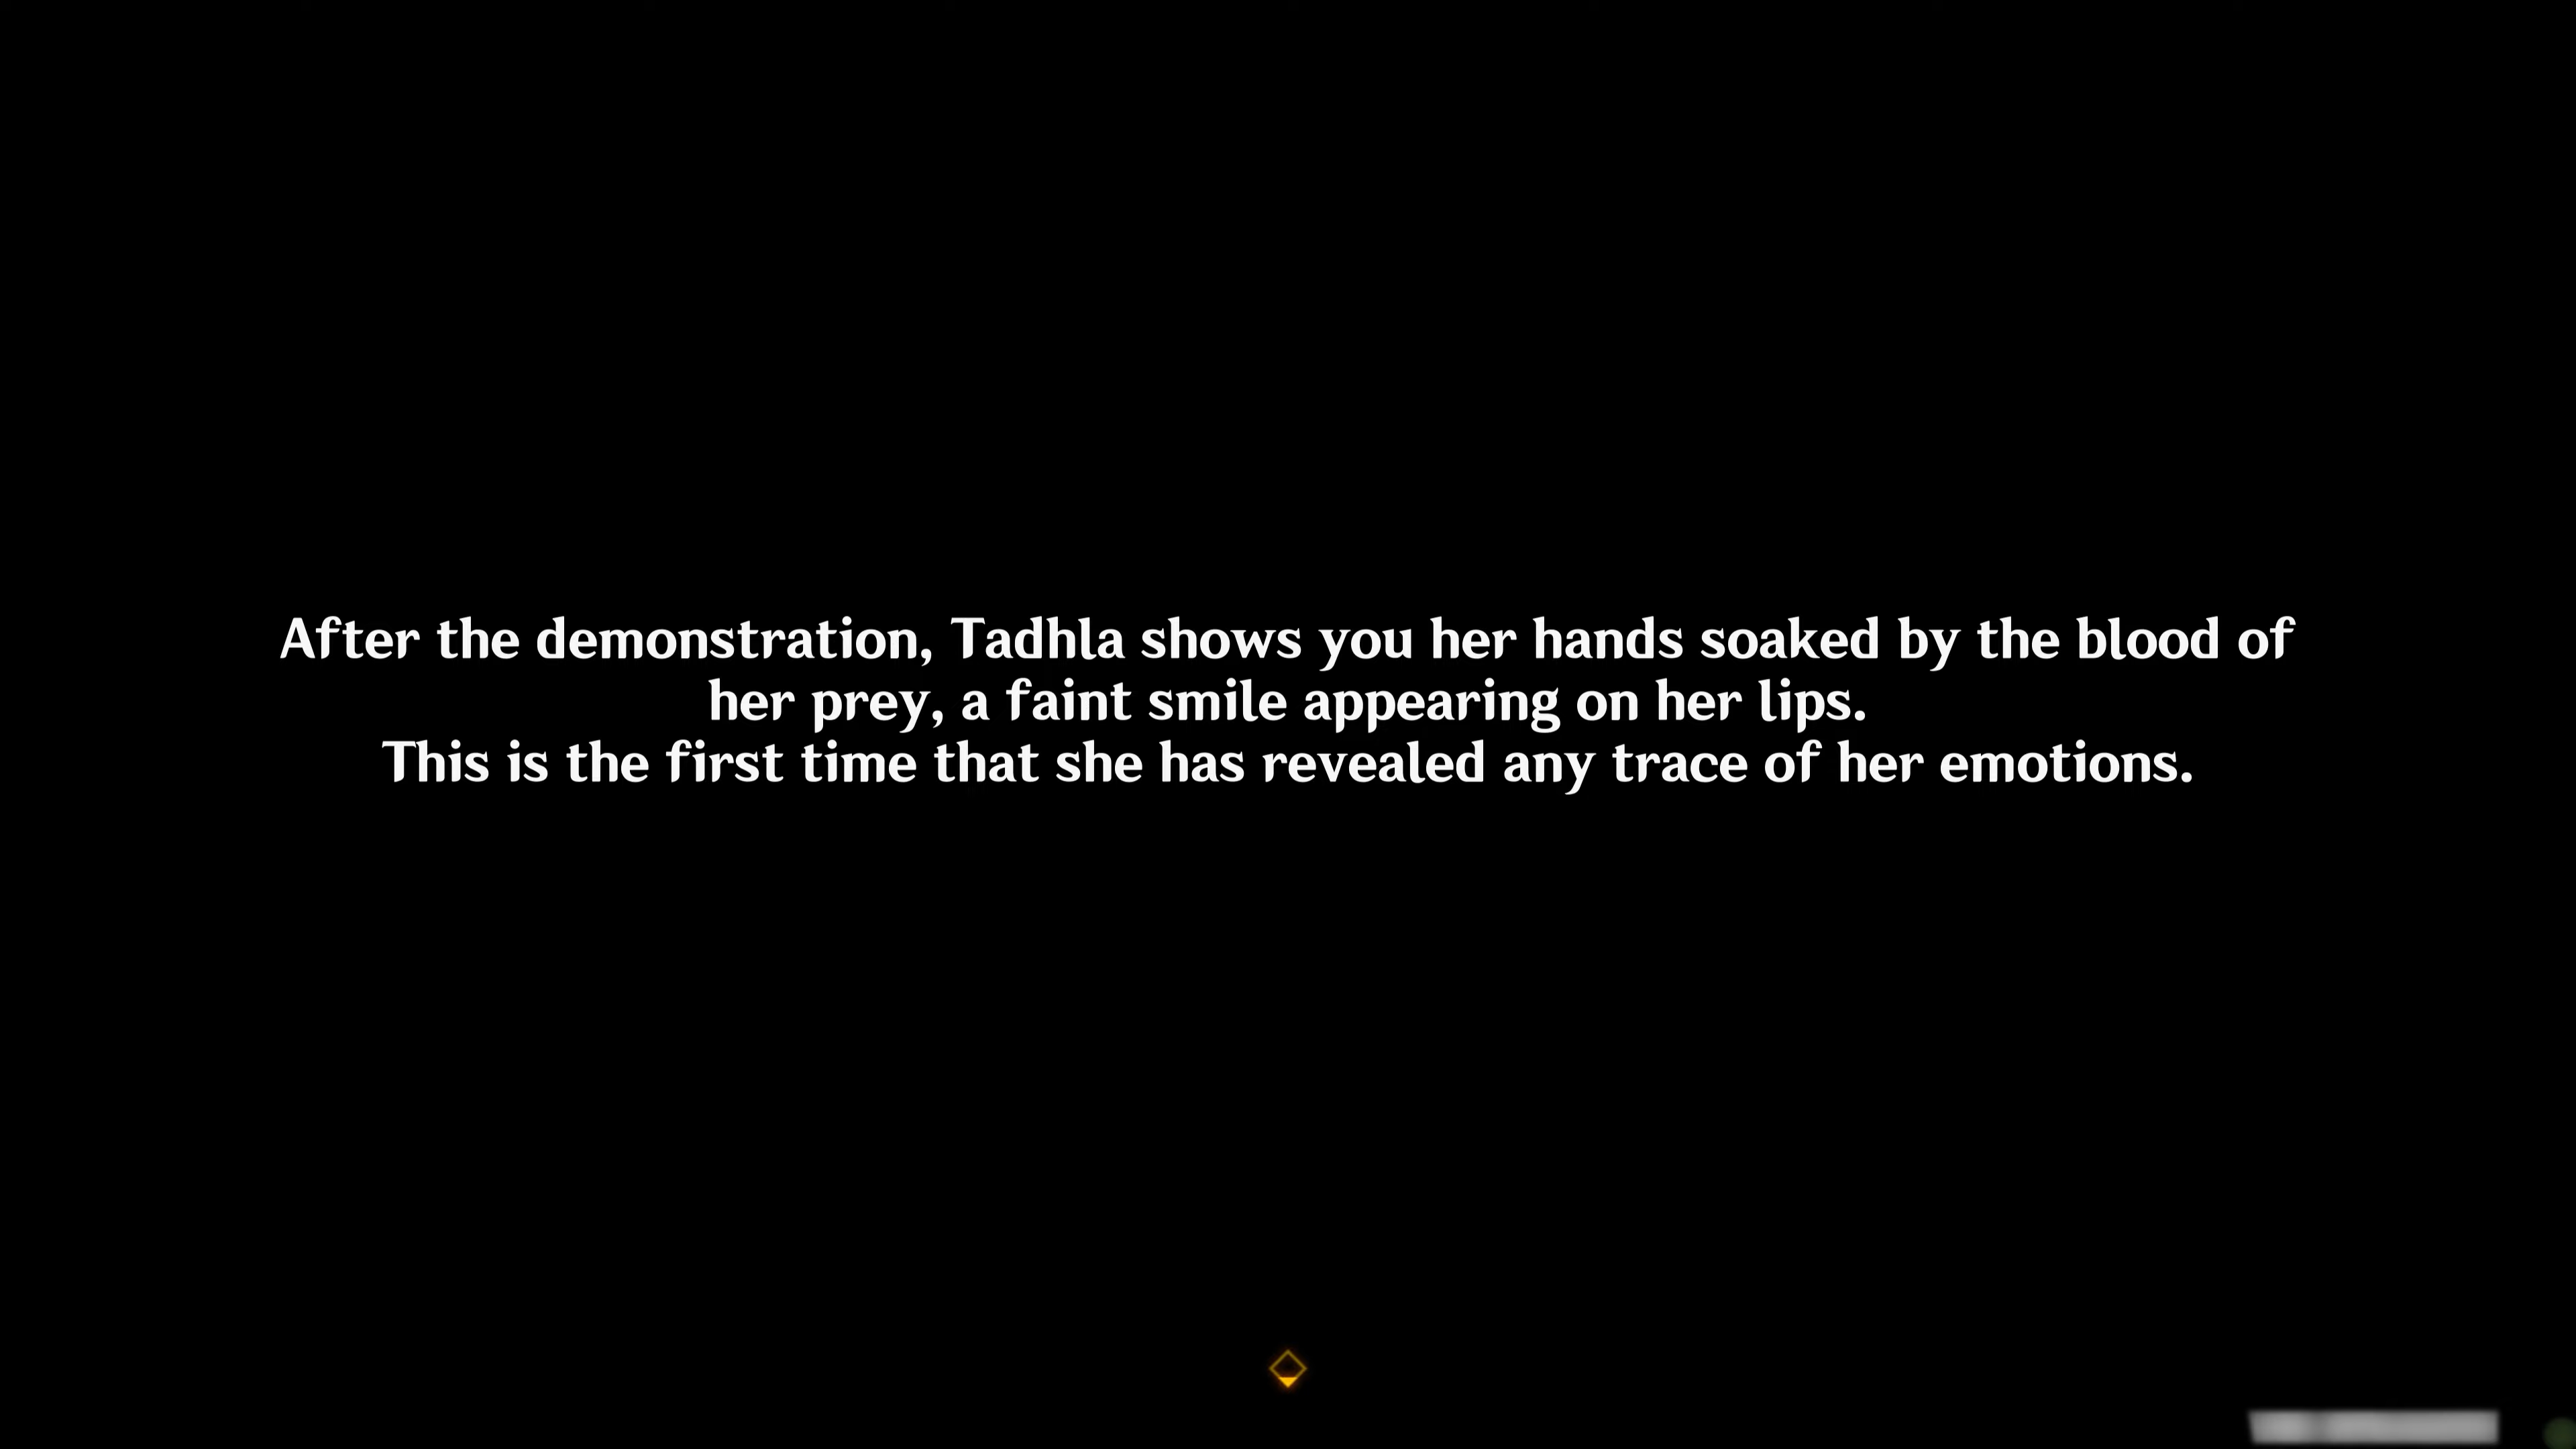 After the demonstration, Tadhla shows you her hands soaked by the blood of
her prey, a faint smile appearing on her lips.
This is the first time that she has revealed any trace of her emotions.